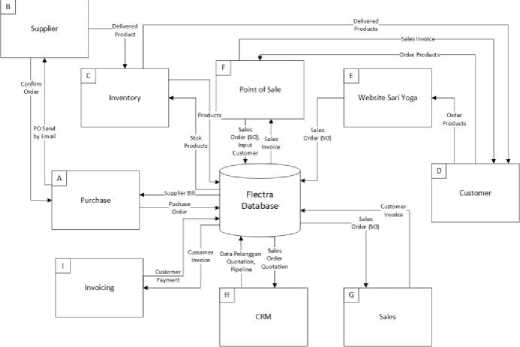 B
Supplier
Delivered
Product
Delivered
Products
Sales Invoice
Order Products
C
Inventory
F
Point of Sale
E
Website Sari Yoga
Confirm
Order
PO Send
by Email
Products
Stok
Products
Sales
Order (SO),
Input
Customer
Sales
Invoice
Sales
Order (SO)
Order
Products
D
Customer
A
Purchase
Supplier Bill
Puchase
Order
Flectra
Database
Customer
Invoice
Sales
Order (SO)
I
Invoicing
Customer
Payment
Customer
Invoice
Data Pelanggan
Quotation,
Pipeline
Sales
Order
Quotation
H
CRM
G
Sales